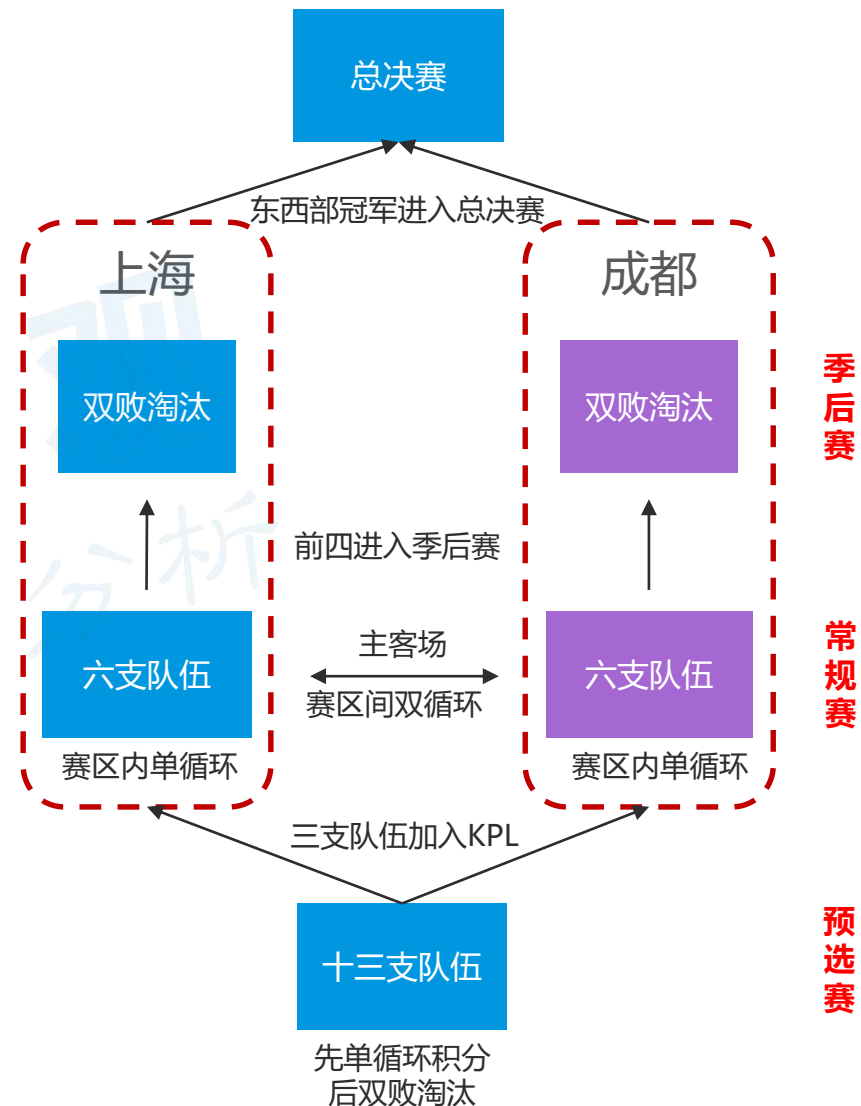 总决赛
东西部冠军进入总决赛
上海
成都
双败淘汰
双败淘汰
季后赛
前四进入季后赛
六支队伍
主客场
赛区间双循环
六支队伍
常规赛
赛区内单循环
赛区内单循环
三支队伍加入KPL
十三支队伍
预选赛
先单循环积分
后双败淘汰
观
分析